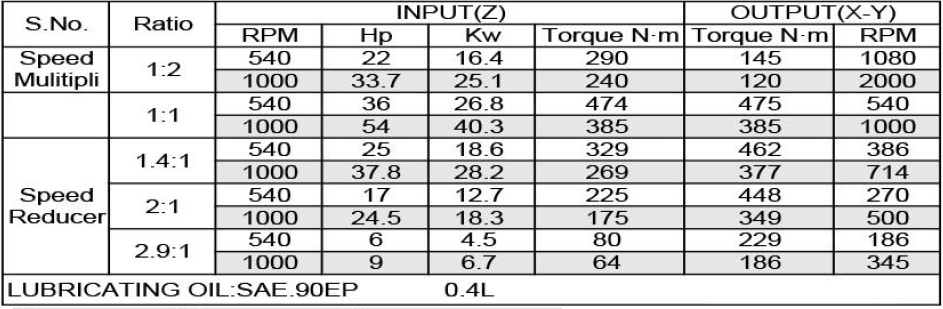 S.No. Ratio INPUT(Z) OUTPUT(X-Y)
RPM Hp Kw Torque N·m Torque N·m RPM
Speed Mulitipli 1:2 540 22 16.4 290 145 1080
1000 33.7 25.1 240 120 2000
1:1 540 36 26.8 474 475 540
1000 54 40.3 385 385 1000
Speed Reducer 1.4:1 540 25 18.6 329 462 386
1000 37.8 28.2 269 377 714
2:1 540 17 12.7 225 448 270
1000 24.5 18.3 175 349 500
2.9:1 540 6 4.5 80 229 186
1000 9 6.7 64 186 345
LUBRICATING OIL:SAE.90EP 0.4L